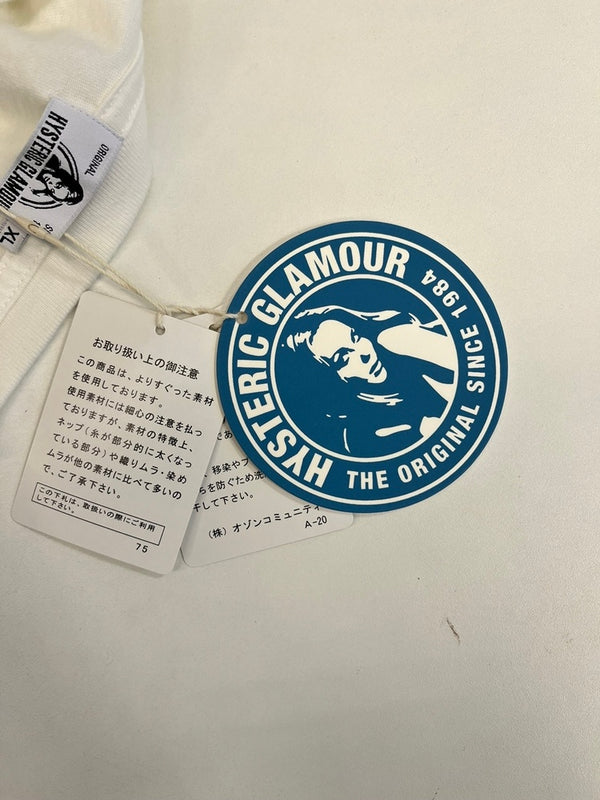 ORIGINAL
HYSTERIC GLAMOUR
XL
HYSTERIC GLAMOUR
THE ORIGINAL SINCE 1984
お取り扱い上の御注意
この商品は、よりすぐった素材
を使用しております。
使用素材には細心の注意を払っ
ておりますが、素材の特徴上、
ネップ(糸が部分的に太くなっ
ている部分)や織りムラ・染め
ムラが他の素材に比べて多いの
で、ご了承下さい。
この下札は、取扱いの際にご利用
して下さい。
75
であ
移染やブ
らを防ぐため洗
干して下さい。
(株)オゾンコミュニティ
A-20